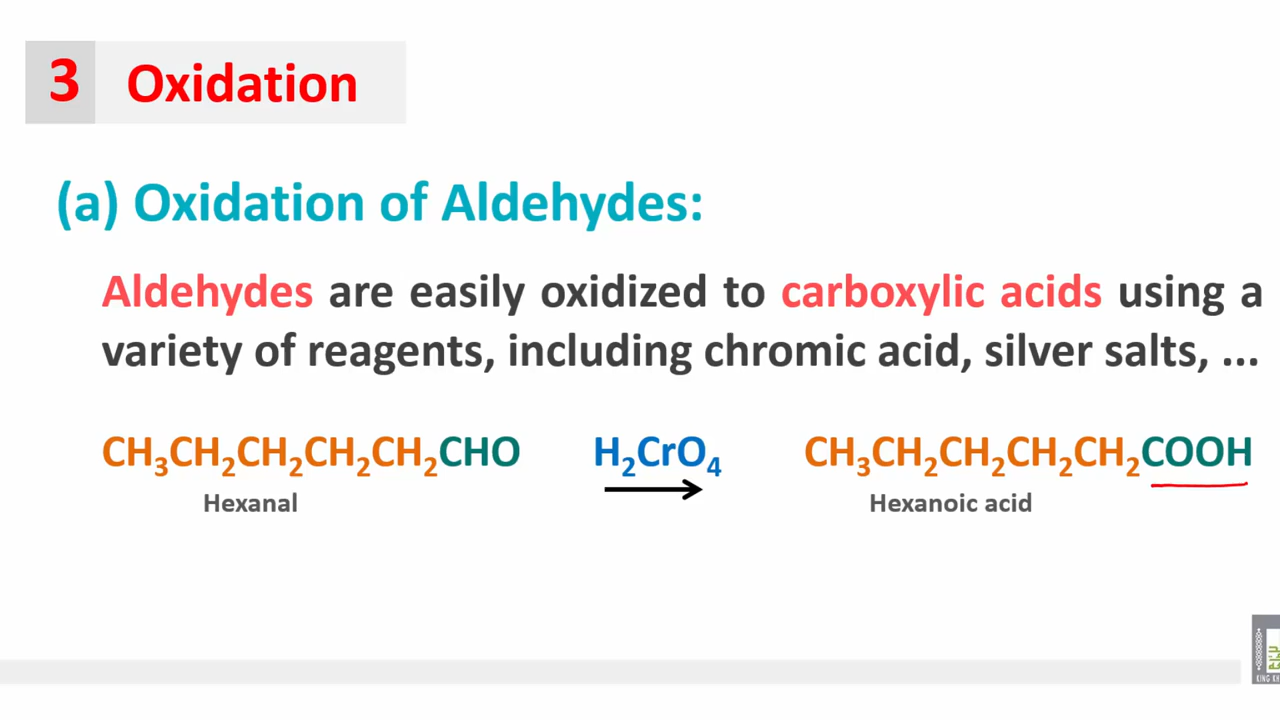 3 Oxidation
(a) Oxidation of Aldehydes:
Aldehydes are easily oxidized to carboxylic acids using a
variety of reagents, including chromic acid, silver salts, ...
CH₃CH₂CH₂CH₂CH₂CHO H₂CrO₄ CH₃CH₂CH₂CH₂CH₂COOH
Hexanal Hexanoic acid